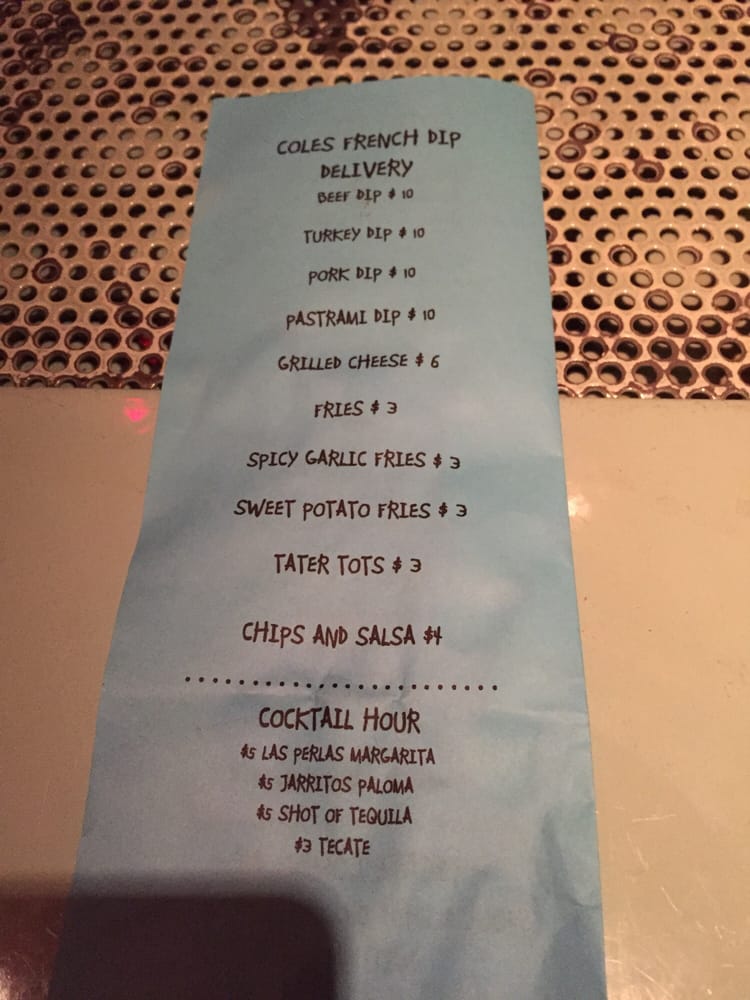 COLES FRENCH DIP
DELIVERY
BEEF DIP $ 10
TURKEY DIP $ 10
PORK DIP $ 10
PASTRAMI DIP $ 10
GRILLED CHEESE $ 6
FRIES $ 3
SPICY GARLIC FRIES $ 3
SWEET POTATO FRIES $ 3
TATER TOTS $ 3
CHIPS AND SALSA $4
COCKTAIL HOUR
$5 LAS PERLAS MARGARITA
$5 JARRITOS PALOMA
$5 SHOT OF TEQUILA
$3 TECATE